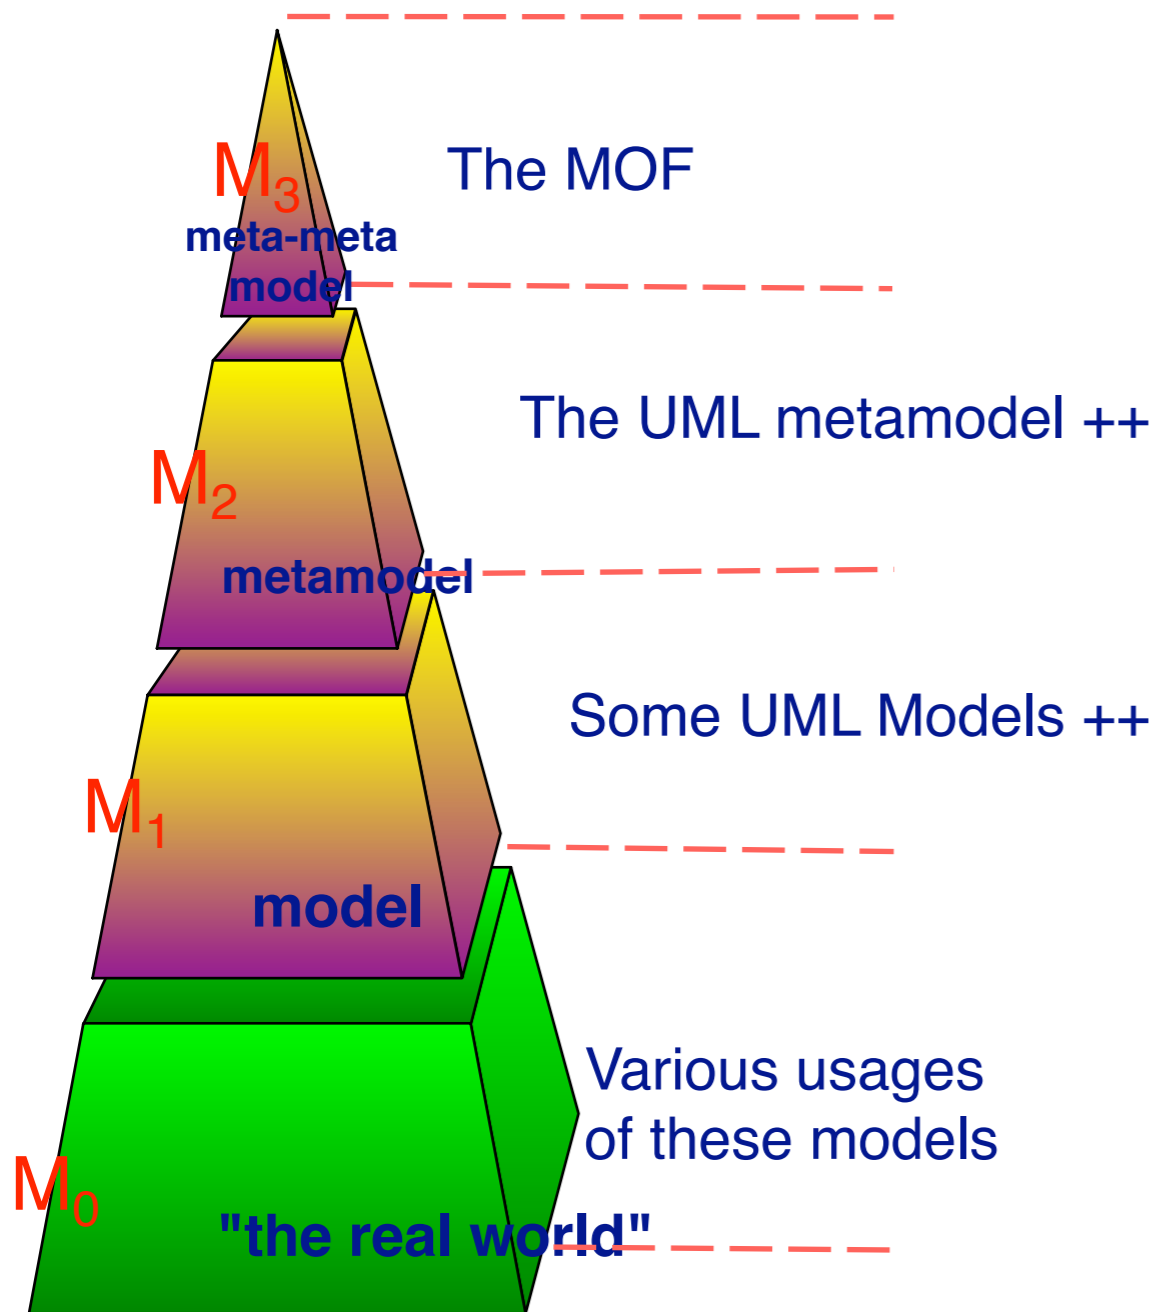 M3
The MOF
meta-meta
model
The UML metamodel ++
M2
metamodel
Some UML Models ++
M1
model
Various usages
of these models
M0
"the real world"